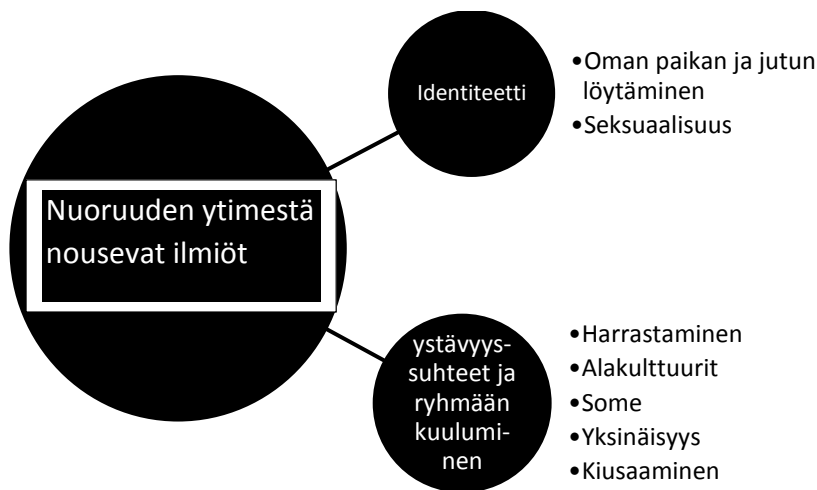 Nuoruuden ytimestä
nousevat ilmiöt
Identiteetti
•Oman paikan ja jutun
löytäminen
•Seksuaalisuus
ystävyys-
suhteet ja
ryhmään
kuulumi-
nen
•Harrastaminen
•Alakulttuurit
•Some
•Yksinäisyys
•Kiusaaminen